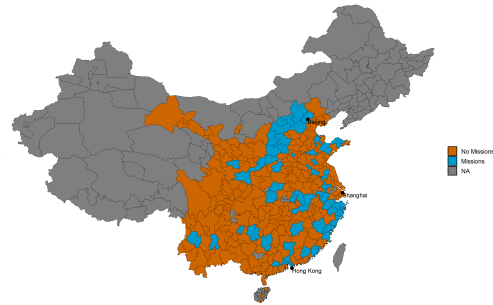 Beijing
No Missions
Missions
NA
Shanghai
Hong Kong